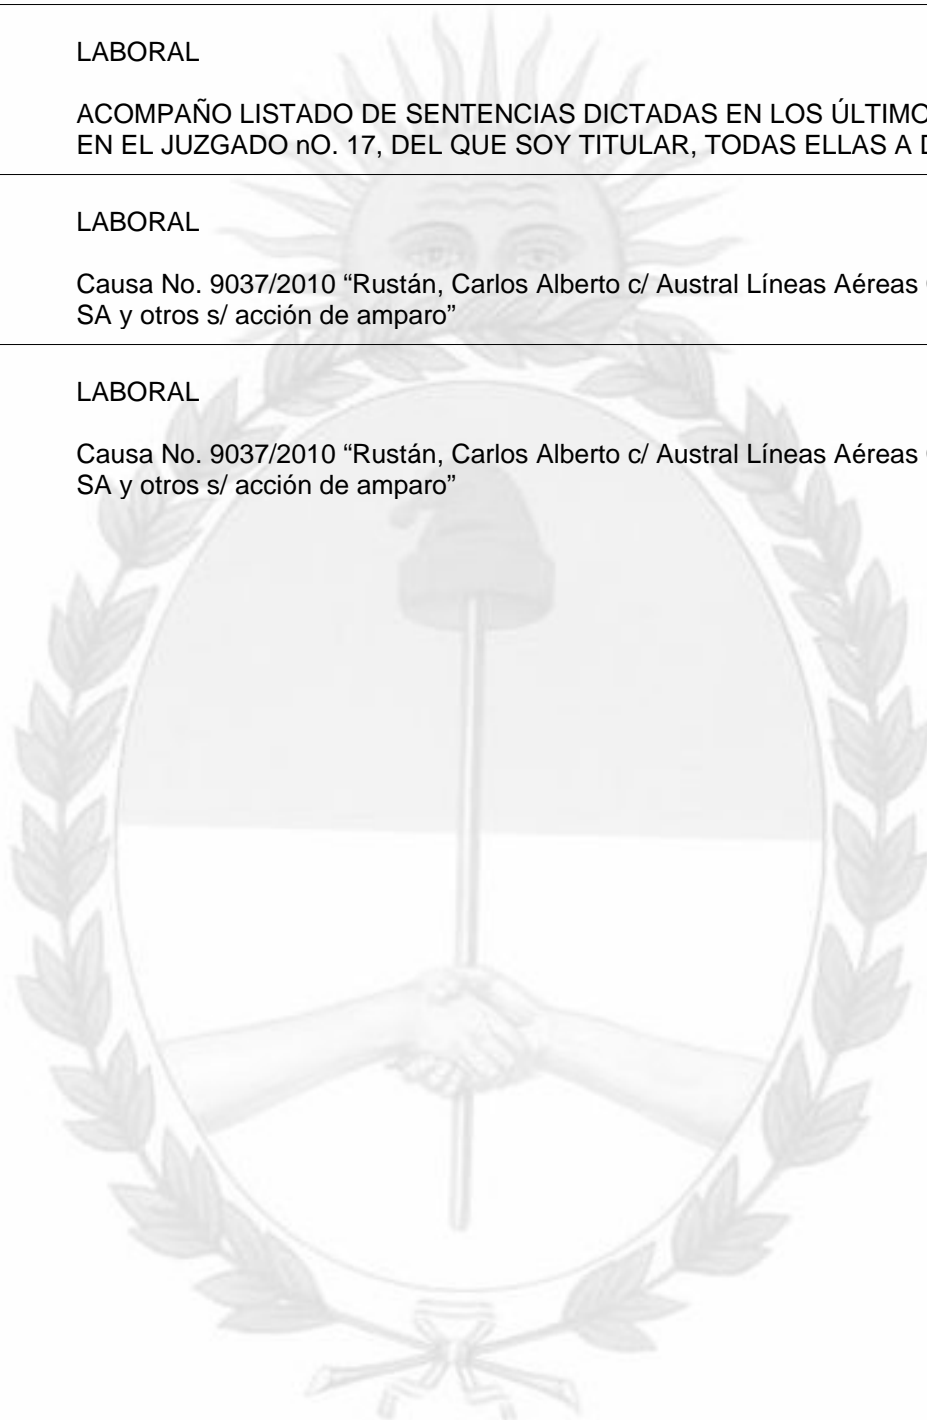 LABORAL
ACOMPAÑO LISTADO DE SENTENCIAS DICTADAS EN LOS ÚLTIMO
EN EL JUZGADO nO. 17, DEL QUE SOY TITULAR, TODAS ELLAS A
LABORAL
Causa No. 9037/2010 “Rustán, Carlos Alberto c/ Austral Líneas Aéreas
SA y otros s/ acción de amparo”
LABORAL
Causa No. 9037/2010 “Rustán, Carlos Alberto c/ Austral Líneas Aéreas
SA y otros s/ acción de amparo”